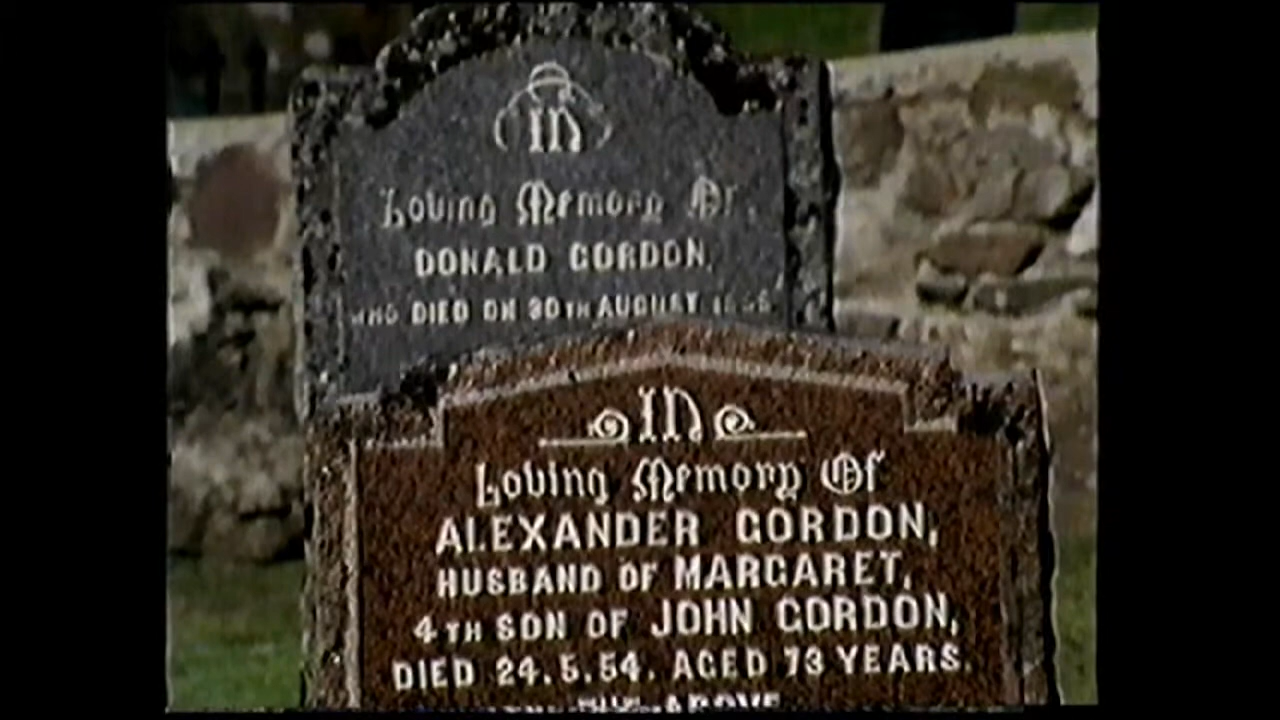 IN
Loving Memory Of
DONALD GORDON,
WHO DIED ON 30TH AUGUST
IN
Loving Memory Of
ALEXANDER GORDON,
HUSBAND OF MARGARET,
4TH SON OF JOHN GORDON,
DIED 24.5.54. AGED 73 YEARS.
ABOVE